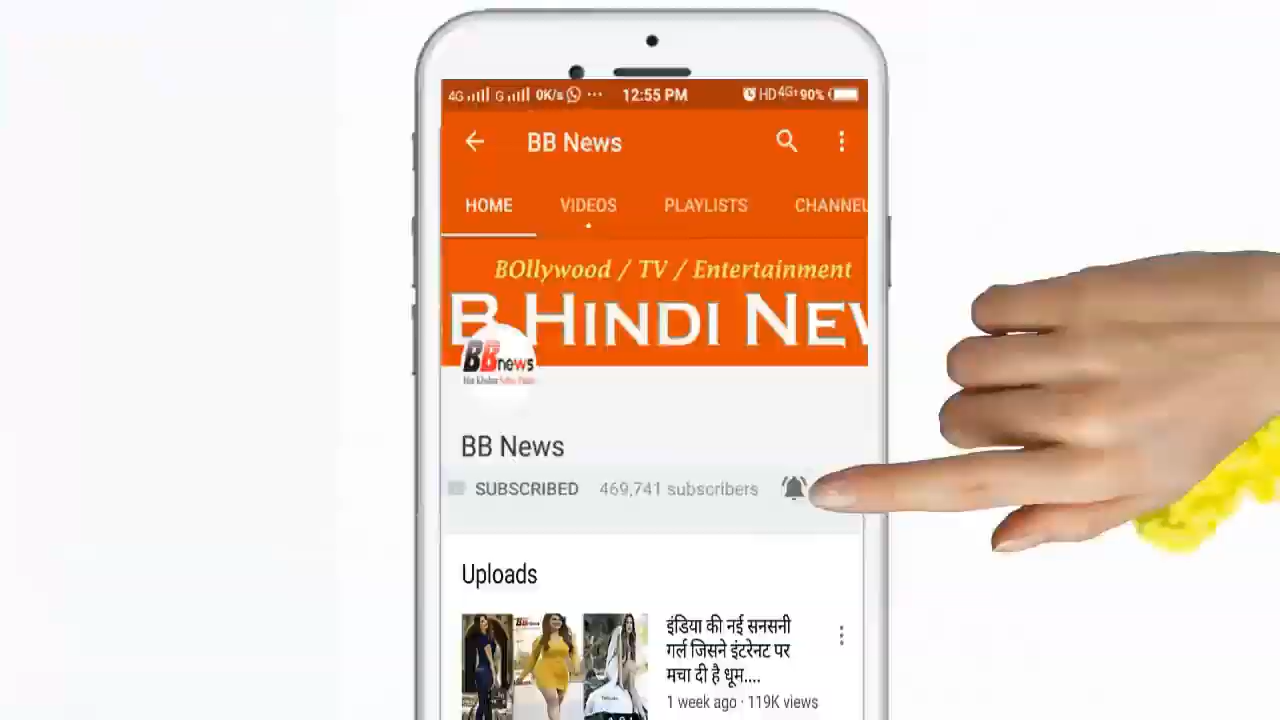 4G G 0K/s ... 12:55 PM HD 4G+ 90%
BB News
HOME VIDEOS PLAYLISTS CHANNEL
BOllywood / TV / Entertainment
B HINDI NEW
BBnews
BB News
SUBSCRIBED 469,741 subscribers
Uploads
इंडिया की नई सनसनी
गर्ल जिसने इंटरनेट पर
मचा दी है धूम....
1 week ago · 119K views